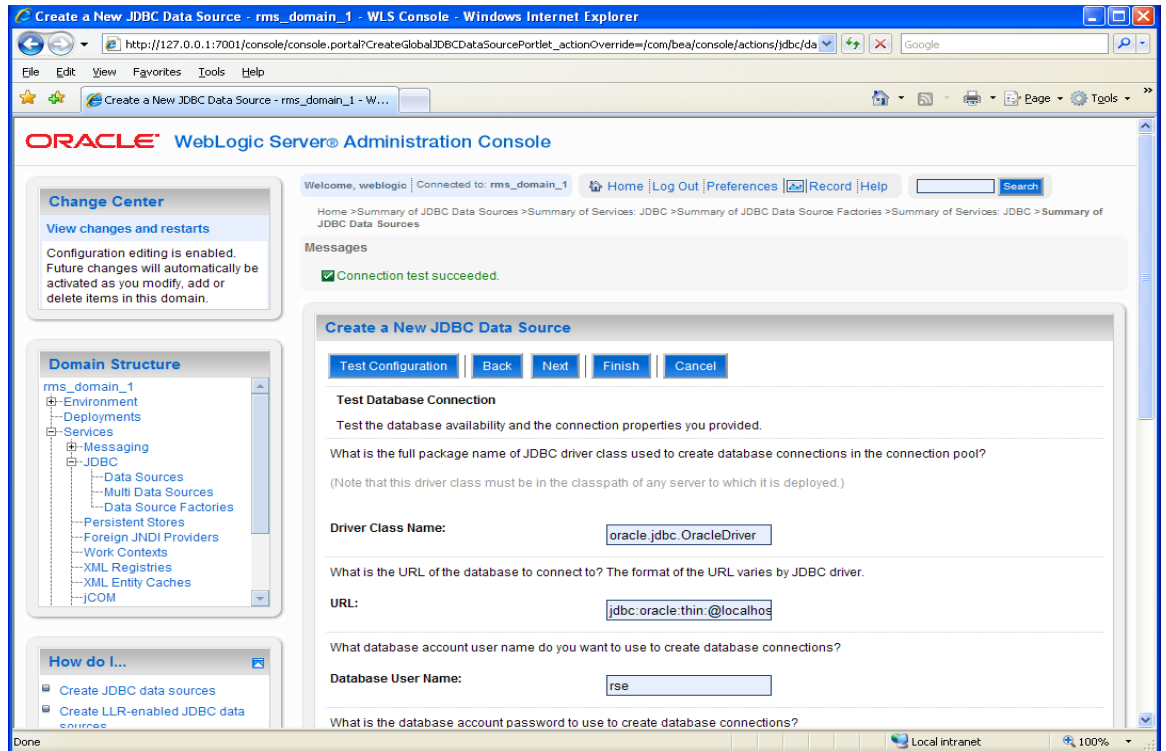 Create a New JDBC Data Source - rms_domain_1 - WLS Console - Windows Internet Explorer
http://127.0.0.1:7001/console/console.portal?CreateGlobalJDBCDataSourcePortlet_actionOverride=/com/bea/console/actions/jdbc/da
Google
File Edit View Favorites Tools Help
Create a New JDBC Data Source - rms_domain_1 - W...
Page Tools
ORACLE WebLogic Server® Administration Console
Change Center
View changes and restarts
Configuration editing is enabled.
Future changes will automatically be
activated as you modify, add or
delete items in this domain.
Domain Structure
rms_domain_1
Environment
Deployments
Services
Messaging
JDBC
Data Sources
Multi Data Sources
Data Source Factories
Persistent Stores
Foreign JNDI Providers
Work Contexts
XML Registries
XML Entity Caches
jCOM
How do I...
Create JDBC data sources
Create LLR-enabled JDBC data
sources
Welcome, weblogic Connected to: rms_domain_1 Home Log Out Preferences Record Help Search
Home >Summary of JDBC Data Sources >Summary of Services: JDBC >Summary of JDBC Data Source Factories >Summary of Services: JDBC >Summary of
JDBC Data Sources
Messages
Connection test succeeded.
Create a New JDBC Data Source
Test Configuration Back Next Finish Cancel
Test Database Connection
Test the database availability and the connection properties you provided.
What is the full package name of JDBC driver class used to create database connections in the connection pool?
(Note that this driver class must be in the classpath of any server to which it is deployed.)
Driver Class Name: oracle.jdbc.OracleDriver
What is the URL of the database to connect to? The format of the URL varies by JDBC driver.
URL: jdbc:oracle:thin:@localhos
What database account user name do you want to use to create database connections?
Database User Name: rse
What is the database account password to use to create database connections?
Done Local intranet 100%